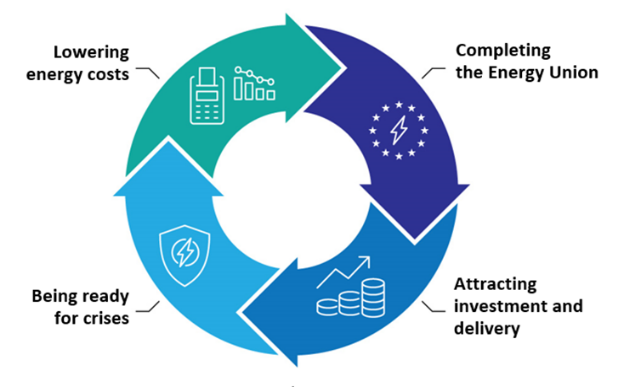 Lowering
energy costs
Completing
the Energy Union
Attracting
investment and
delivery
Being ready
for crises